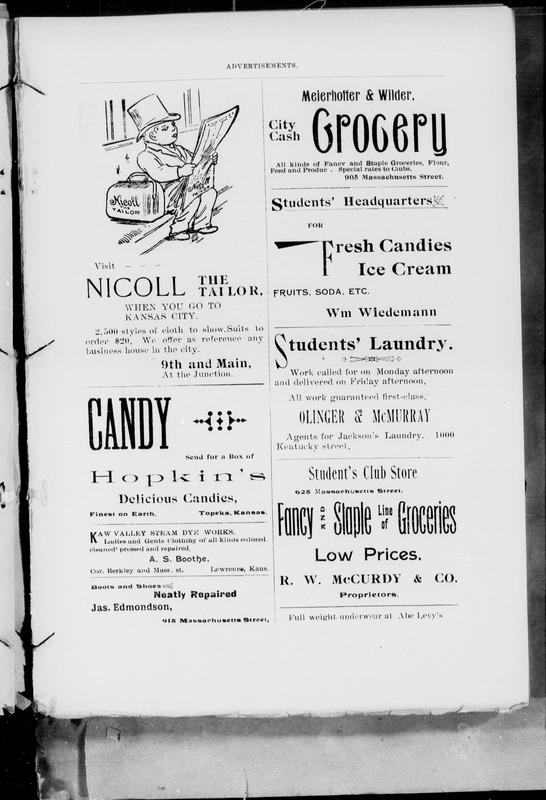 ADVERTISEMENTS.
Nicoll
THE
TAILOR
Nicoll
Visit – – –
NICOLL THE TAILOR,
WHEN YOU GO TO
KANSAS CITY.
2,500 styles of cloth to show. Suits to
order $20. We offer as reference any
business house in the city.
9th and Main,
At the Junction.
CANDY
Send for a Box of
Hopkin's
Delicious Candies,
Finest on Earth. Topeka, Kansas.
KAW VALLEY STEAM DYE WORKS.
Ladies and Gents Clothing of all kinds colored
cleaned pressed and repaired.
A. S. Boothe,
Cor. Berkley and Mass. st. Lawrence, Kans.
Boots and Shoes
Neatly Repaired
Jas. Edmondson,
915 Massachusetts Street,
Meierhoffer & Wilder,
City Cash Grocery
All kinds of Fancy and Staple Groceries, Flour,
Feed and Produce. Special rates to Clubs.
905 Massachusetts Street.
Students' Headquarters
FOR
Fresh Candies
Ice Cream
FRUITS, SODA, ETC.
Wm Wiedemann
Students' Laundry.
Work called for on Monday afternoon
and delivered on Friday afternoon.
All work guaranteed first-class.
OLINGER & McMURRAY
Agents for Jackson's Laundry. 1000
Kentucky street.
Student's Club Store
625 Massachusetts Street.
Fancy AND Staple Line of Groceries
Low Prices.
R. W. McCURDY & CO.
Proprietors.
Full weight underwear at Abe Levy's